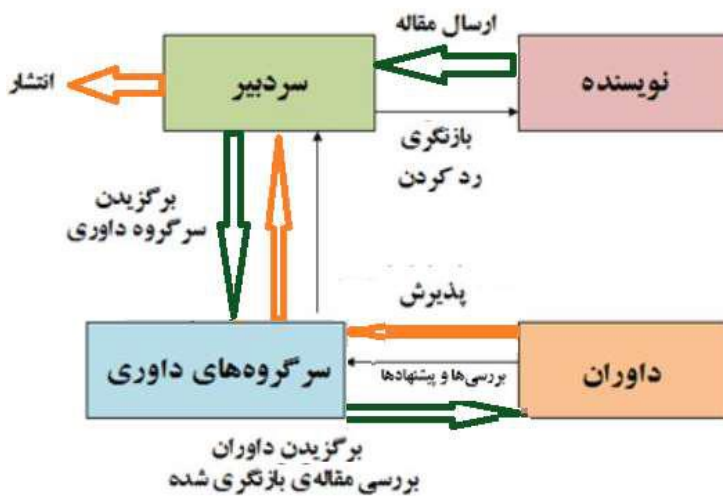 ارسال مقاله
نویسنده
سردبیر
انتشار
بازنگری
رد کردن
برگزیدن
سرگروه داوری
پذیرش
داوران
بررسی‌ها و پیشنهادها
سرگروه‌های داوری
برگزیدن داوران
بررسی مقاله‌ی بازنگری شده